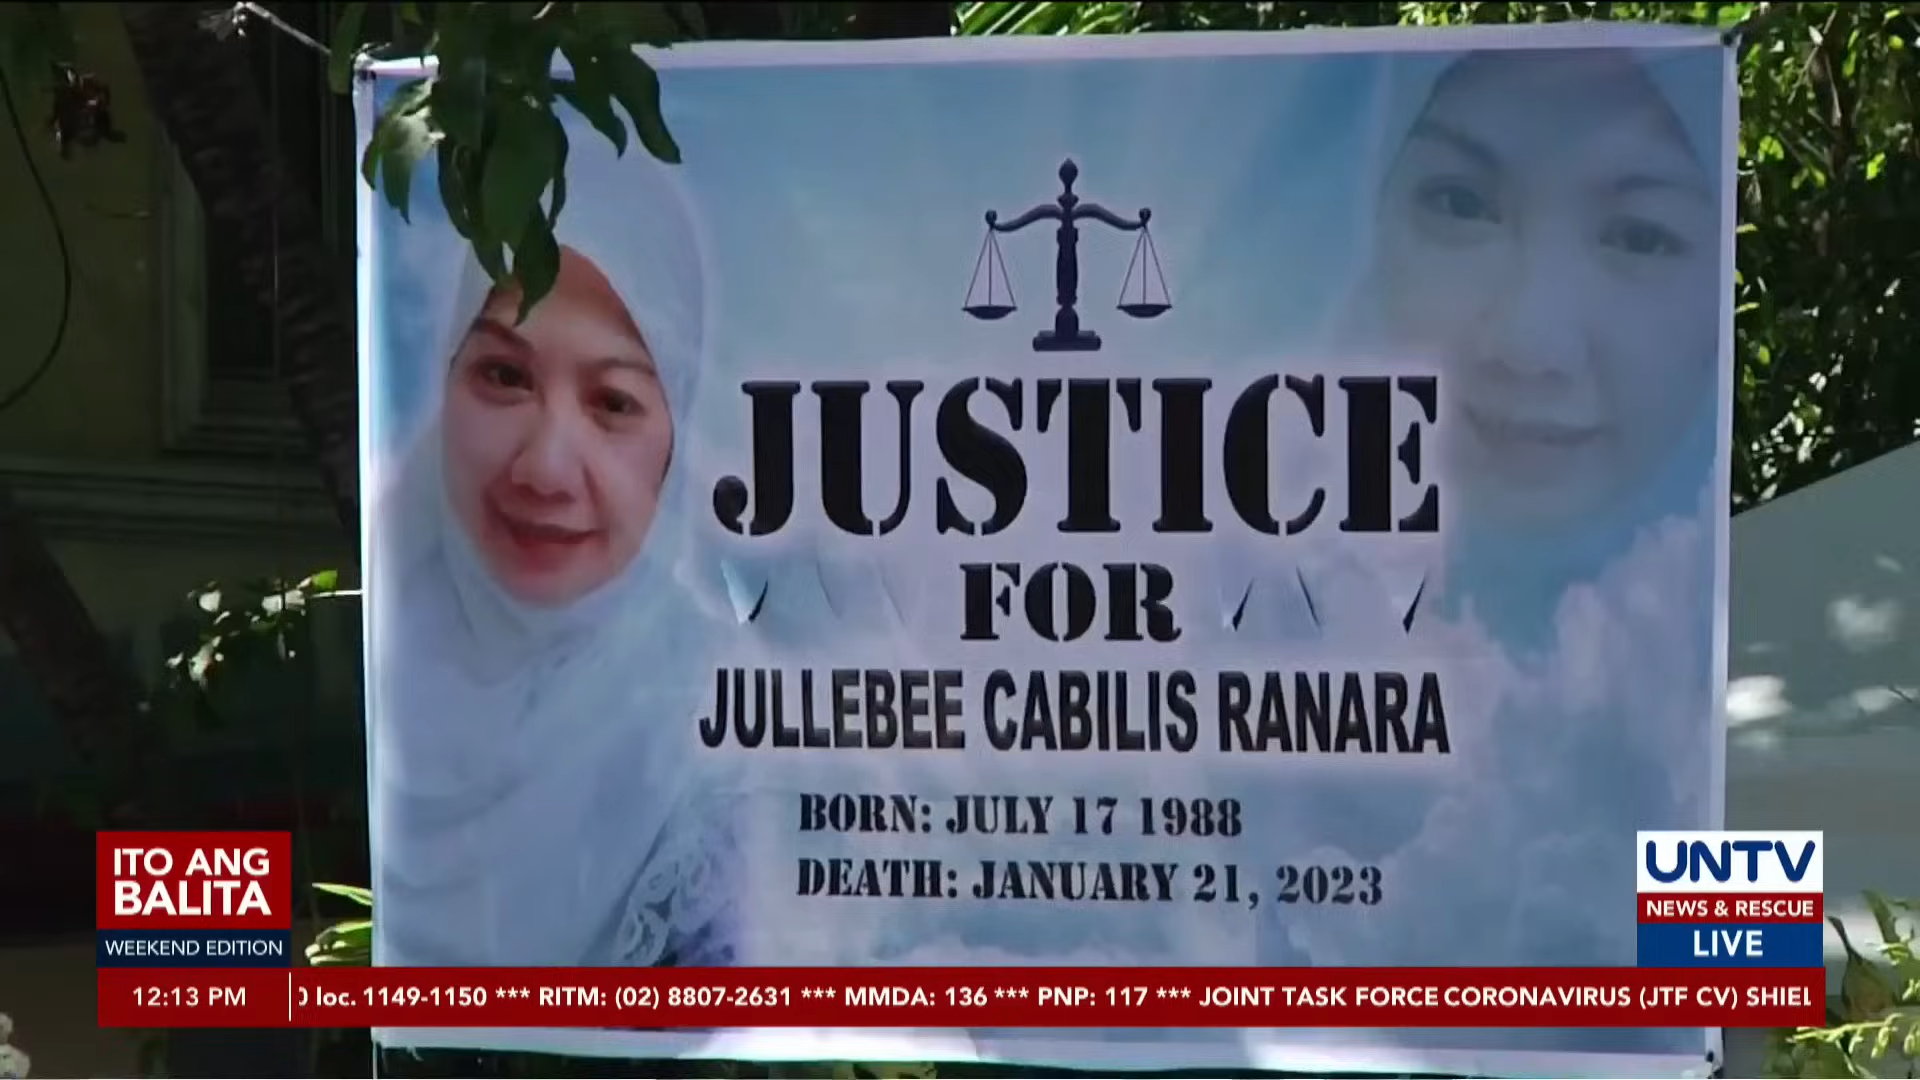 JUSTICE
FOR
JULLEBEE CABILIS RANARA
BORN: JULY 17 1988
DEATH: JANUARY 21, 2023
ITO ANG
BALITA
WEEKEND EDITION
UNTV
NEWS & RESCUE
LIVE
12:13 PM
loc. 1149-1150 *** RITM: (02) 8807-2631 *** MMDA: 136 *** PNP: 117 *** JOINT TASK FORCE CORONAVIRUS (JTF CV) SHIEL